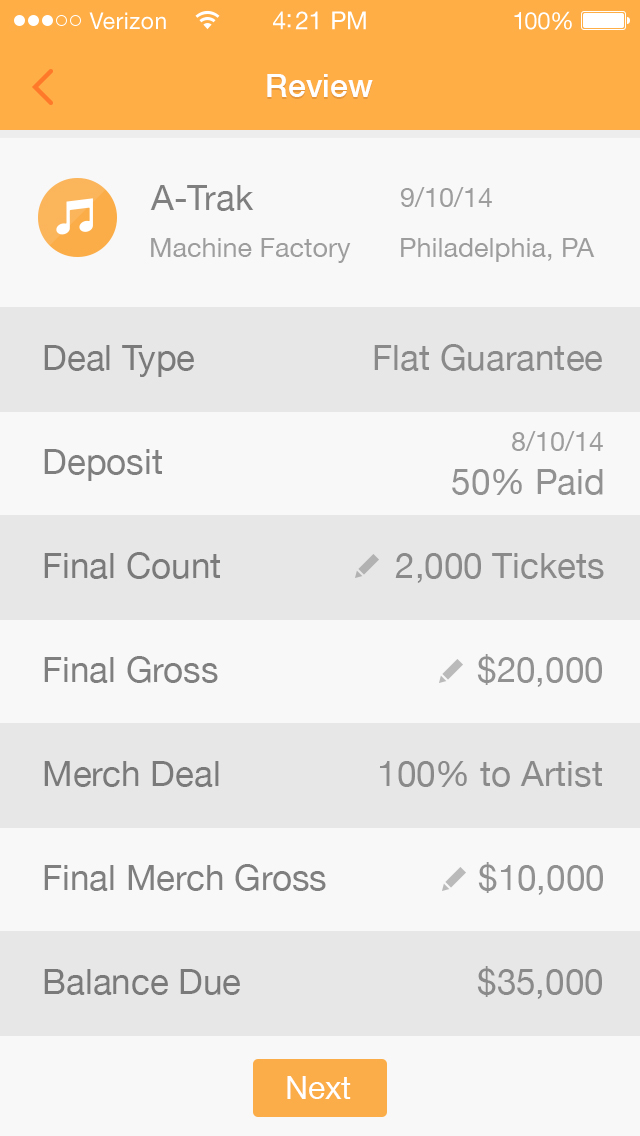 Verizon 4:21 PM 100%
Review
A-Trak 9/10/14
Machine Factory Philadelphia, PA
Deal Type Flat Guarantee
8/10/14
Deposit 50% Paid
Final Count 2,000 Tickets
Final Gross $20,000
Merch Deal 100% to Artist
Final Merch Gross $10,000
Balance Due $35,000
Next